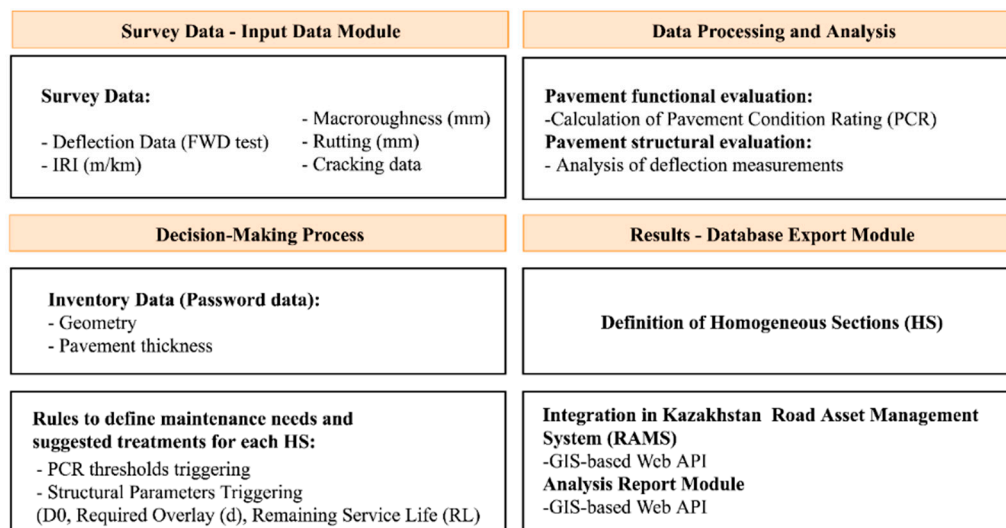 Survey Data - Input Data Module
Survey Data:
- Deflection Data (FWD test)
- IRI (m/km)
- Macroroughness (mm)
- Rutting (mm)
- Cracking data
Data Processing and Analysis
Pavement functional evaluation:
-Calculation of Pavement Condition Rating (PCR)
Pavement structural evaluation:
- Analysis of deflection measurements
Decision-Making Process
Inventory Data (Password data):
- Geometry
- Pavement thickness
Rules to define maintenance needs and
suggested treatments for each HS:
- PCR thresholds triggering
- Structural Parameters Triggering
(D0, Required Overlay (d), Remaining Service Life (RL)
Results - Database Export Module
Definition of Homogeneous Sections (HS)
Integration in Kazakhstan Road Asset Management
System (RAMS)
-GIS-based Web API
Analysis Report Module
-GIS-based Web API